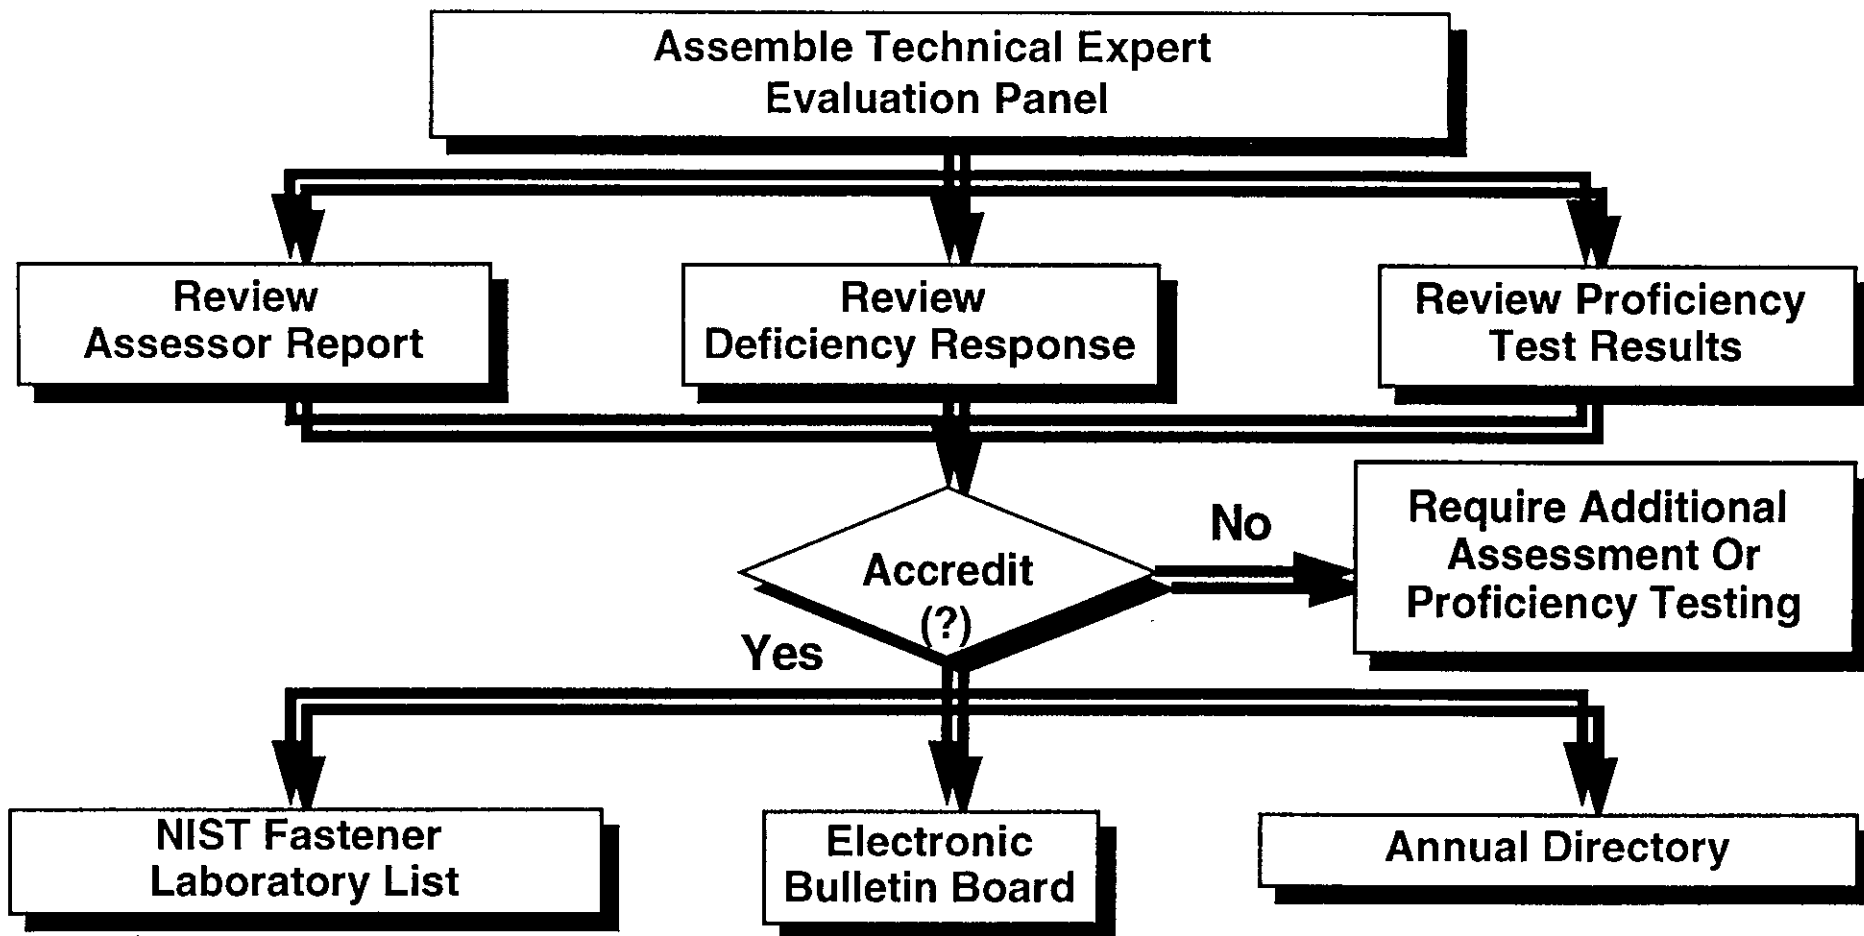 Assemble Technical Expert
Evaluation Panel
Review
Assessor Report
Review
Deficiency Response
Review Proficiency
Test Results
Accredit
(?)
No
Require Additional
Assessment Or
Proficiency Testing
Yes
NIST Fastener
Laboratory List
Electronic
Bulletin Board
Annual Directory